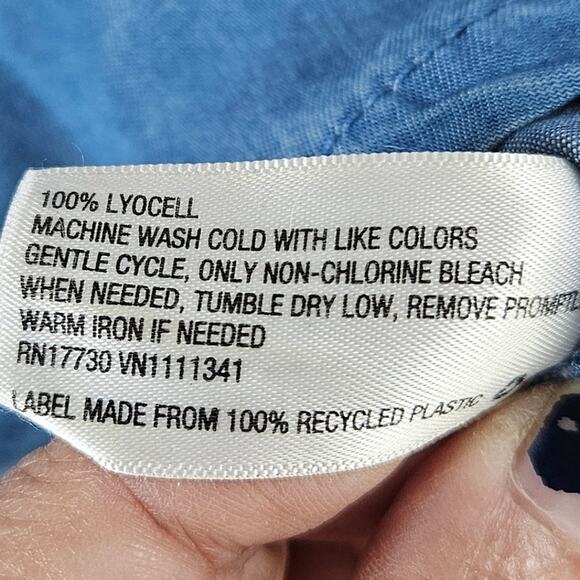 100% LYOCELL
MACHINE WASH COLD WITH LIKE COLORS
GENTLE CYCLE, ONLY NON-CHLORINE BLEACH
WHEN NEEDED, TUMBLE DRY LOW, REMOVE PROMPTL
WARM IRON IF NEEDED
RN17730 VN1111341
LABEL MADE FROM 100% RECYCLED PLASTIC